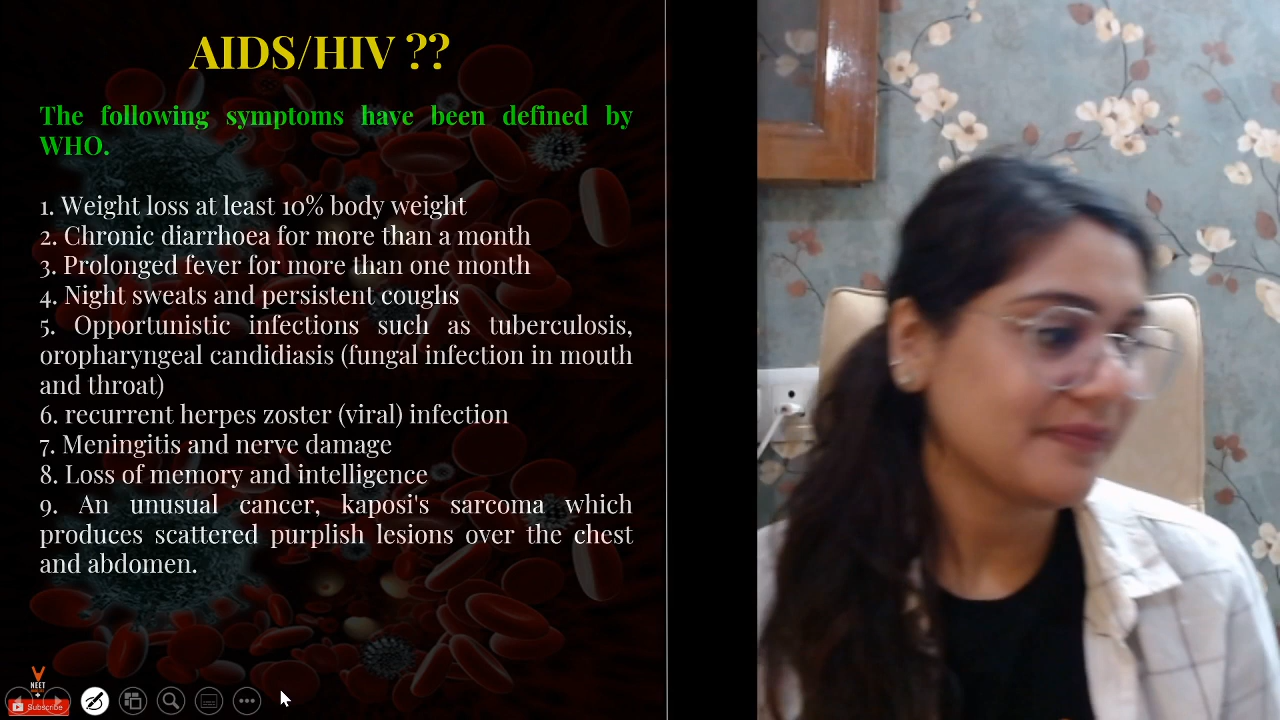 AIDS/HIV ??
The following symptoms have been defined by
WHO.
1. Weight loss at least 10% body weight
2. Chronic diarrhoea for more than a month
3. Prolonged fever for more than one month
4. Night sweats and persistent coughs
5. Opportunistic infections such as tuberculosis,
oropharyngeal candidiasis (fungal infection in mouth
and throat)
6. recurrent herpes zoster (viral) infection
7. Meningitis and nerve damage
8. Loss of memory and intelligence
9. An unusual cancer, kaposi's sarcoma which
produces scattered purplish lesions over the chest
and abdomen.
NEET
Subscribe